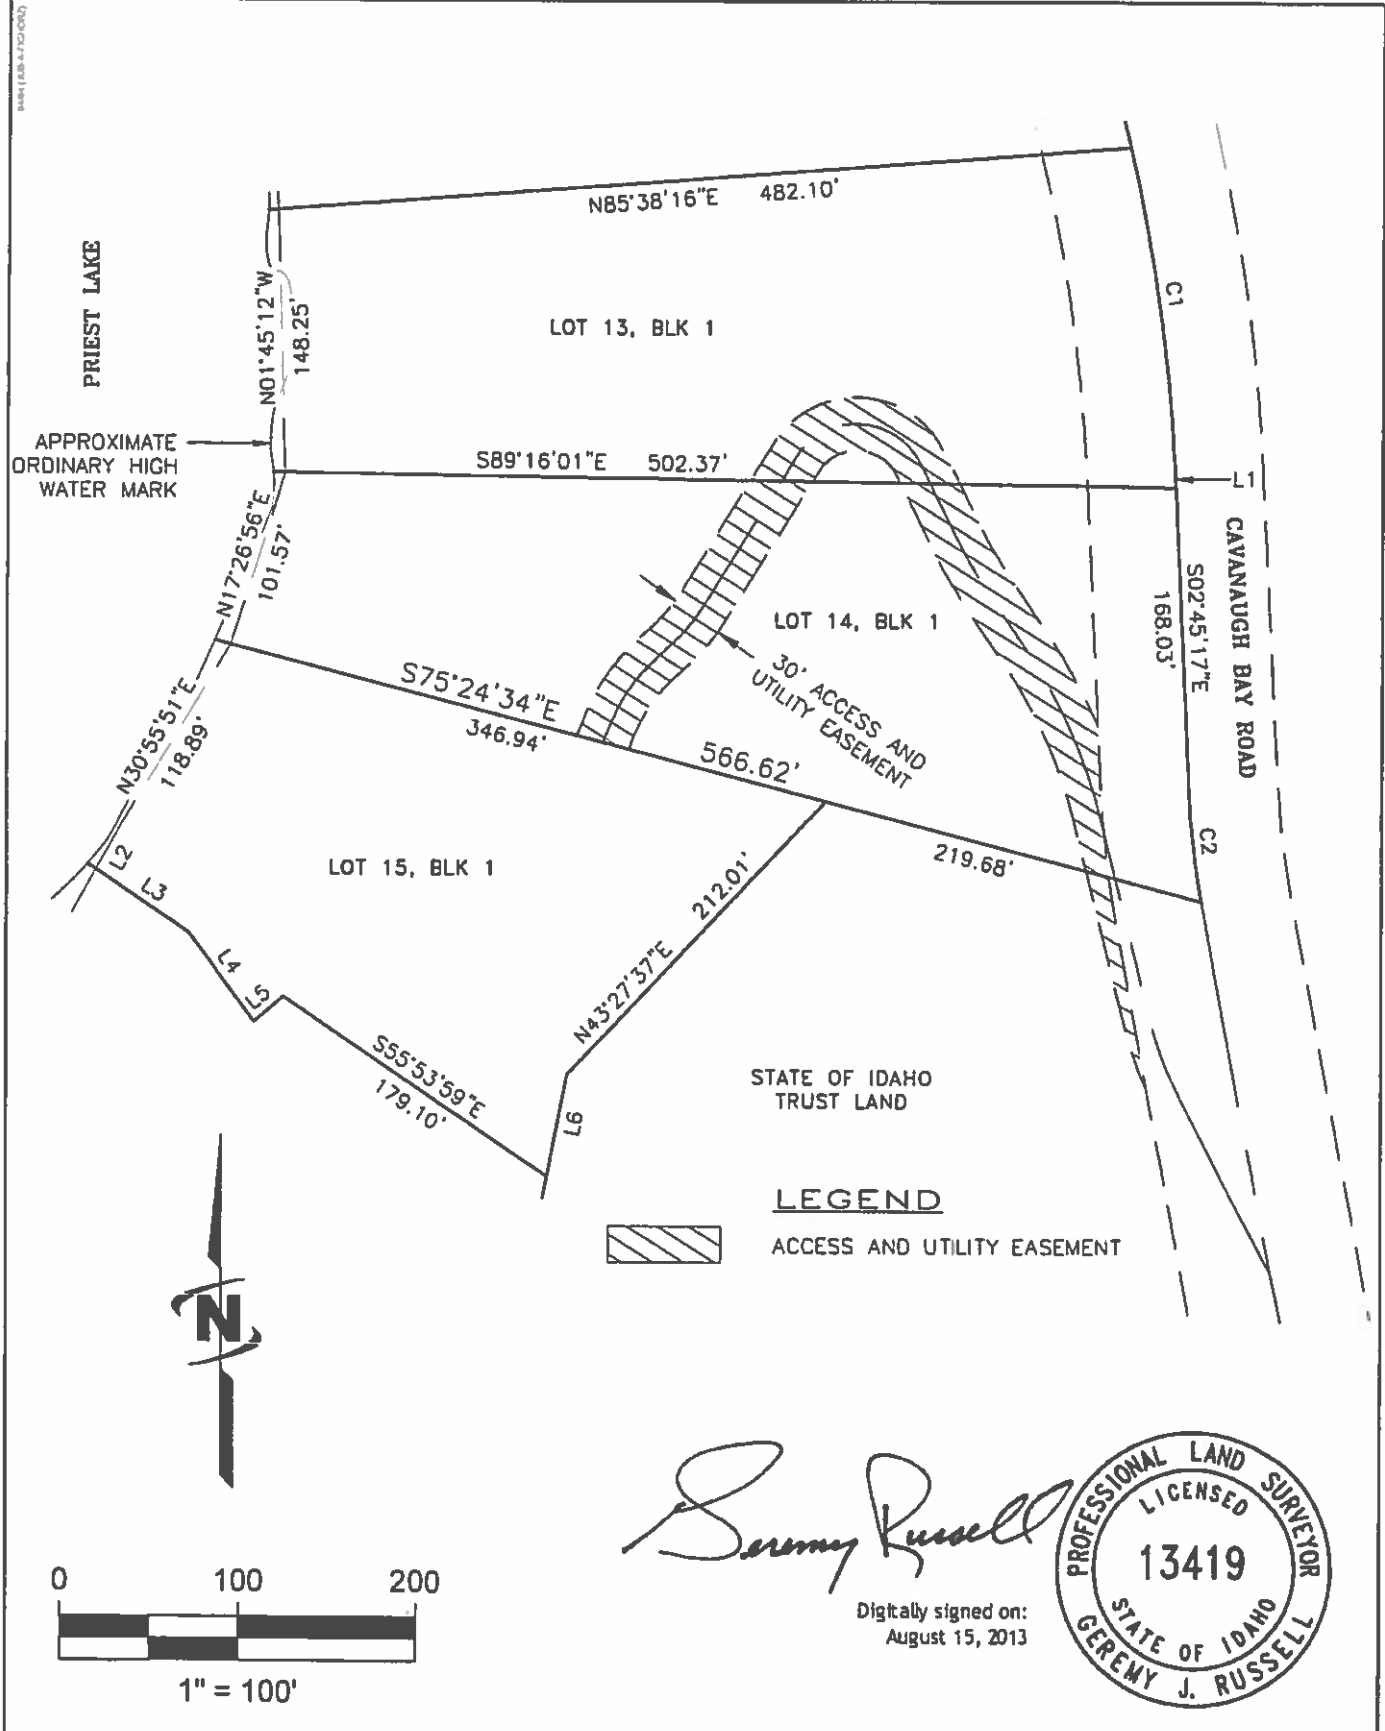 N85°38'16"E 482.10'
PRIEST LAKE
N01°45'12"W
148.25'
C1
LOT 13, BLK 1
APPROXIMATE
ORDINARY HIGH
WATER MARK
S89°16'01"E 502.37'
L1
N17°26'56"E
101.57'
CAVANAUGH BAY ROAD
S02°45'17"E
168.03'
LOT 14, BLK 1
30' ACCESS AND
UTILITY EASEMENT
S75°24'34"E
346.94'
566.62'
N30°55'51"E
118.89'
C2
219.68'
L2
L3
LOT 15, BLK 1
212.01'
N43°27'37"E
L4
L5
S55°53'59"E
179.10'
L6
STATE OF IDAHO
TRUST LAND
LEGEND
ACCESS AND UTILITY EASEMENT
N
Geremy Russell
PROFESSIONAL LAND SURVEYOR
LICENSED
13419
STATE OF IDAHO
GEREMY J. RUSSELL
Digitally signed on:
August 15, 2013
0 100 200
1" = 100'